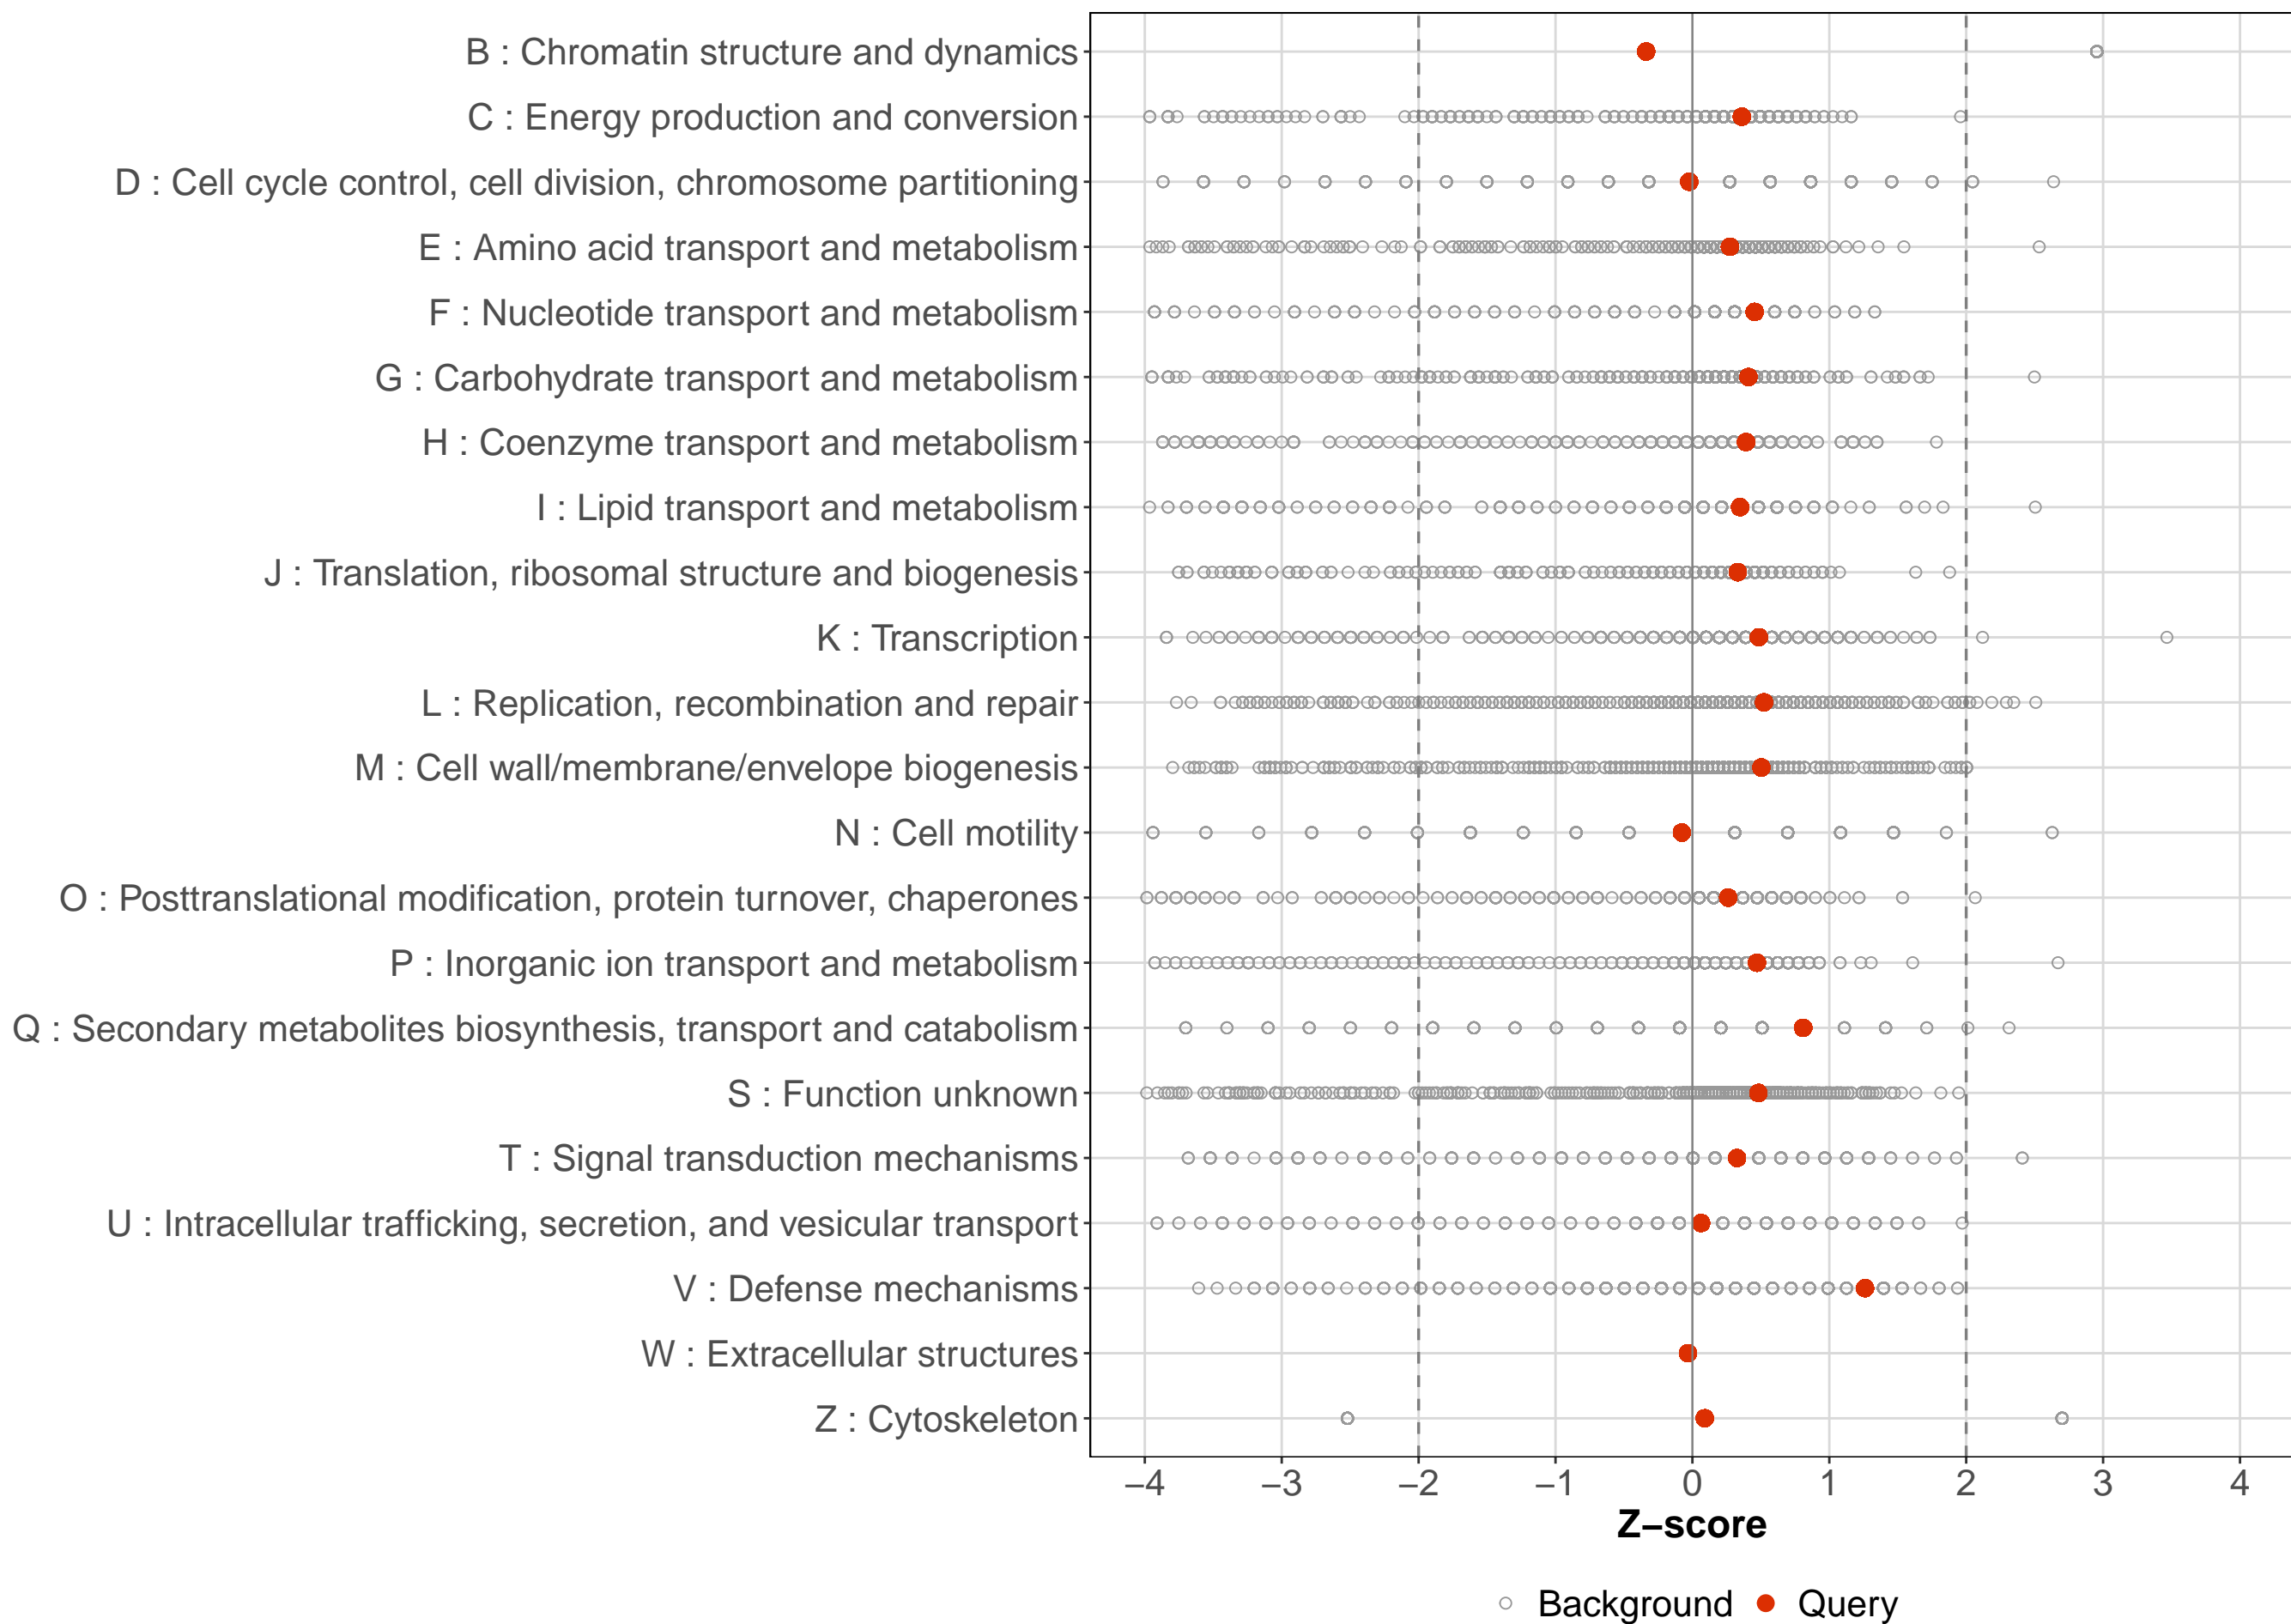 B : Chromatin structure and dynamics
C : Energy production and conversion
D : Cell cycle control, cell division, chromosome partitioning
E : Amino acid transport and metabolism
F : Nucleotide transport and metabolism
G : Carbohydrate transport and metabolism
H : Coenzyme transport and metabolism
I : Lipid transport and metabolism
J : Translation, ribosomal structure and biogenesis
K : Transcription
L : Replication, recombination and repair
M : Cell wall/membrane/envelope biogenesis
N : Cell motility
O : Posttranslational modification, protein turnover, chaperones
P : Inorganic ion transport and metabolism
Q : Secondary metabolites biosynthesis, transport and catabolism
S : Function unknown
T : Signal transduction mechanisms
U : Intracellular trafficking, secretion, and vesicular transport
V : Defense mechanisms
W : Extracellular structures
Z : Cytoskeleton
−4 −3 −2 −1 0 1 2 3 4
Z−score
Background Query